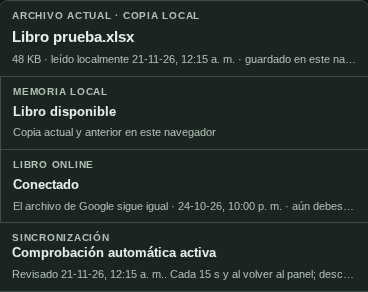 ARCHIVO ACTUAL · COPIA LOCAL
Libro prueba.xlsx
48 KB · leído localmente 21-11-26, 12:15 a. m. · guardado en este na…
MEMORIA LOCAL
Libro disponible
Copia actual y anterior en este navegador
LIBRO ONLINE
Conectado
El archivo de Google sigue igual · 24-10-26, 10:00 p. m. · aún debes…
SINCRONIZACIÓN
Comprobación automática activa
Revisado 21-11-26, 12:15 a. m.. Cada 15 s y al volver al panel; desc…